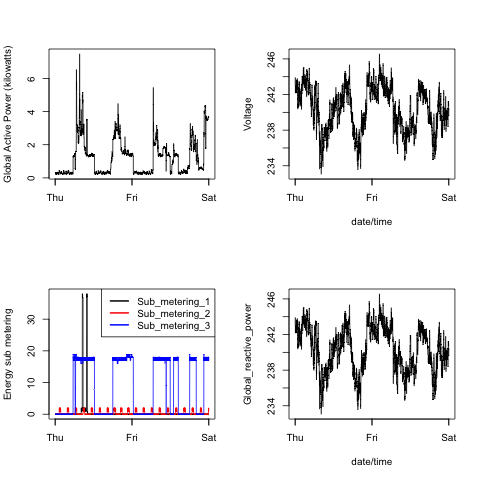 Global Active Power (kilowatts)
0 2 4 6
Thu Fri Sat
Voltage
234 238 242 246
Thu Fri Sat
date/time
Energy sub metering
0 10 20 30
Sub_metering_1
Sub_metering_2
Sub_metering_3
Thu Fri Sat
Global_reactive_power
234 238 242 246
Thu Fri Sat
date/time